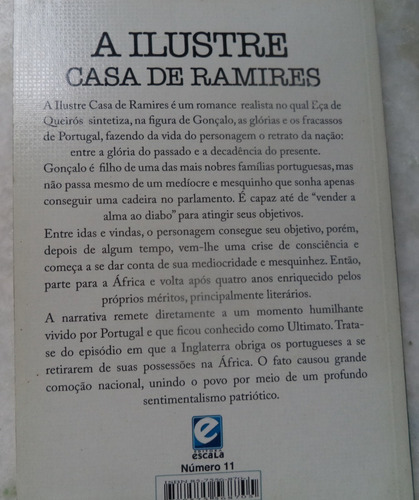 A ILUSTRE
CASA DE RAMIRES
A Ilustre Casa de Ramires é um romance realista no qual Eça de
Queirós sintetiza, na figura de Gonçalo, as glórias e os fracassos
de Portugal, fazendo da vida do personagem o retrato da nação:
entre a glória do passado e a decadência do presente.
Gonçalo é filho de uma das mais nobres famílias portuguesas, mas
não passa mesmo de um medíocre e mesquinho que sonha apenas
conseguir uma cadeira no parlamento. É capaz até de “vender a
alma ao diabo” para atingir seus objetivos.
Entre idas e vindas, o personagem consegue seu objetivo, porém,
depois de algum tempo, vem-lhe uma crise de consciência e
começa a se dar conta de sua mediocridade e mesquinhez. Então,
parte para a África e volta após quatro anos enriquecido pelos
próprios méritos, principalmente literários.
A narrativa remete diretamente a um momento humilhante
vivido por Portugal e que ficou conhecido como Ultimato. Trata-
se do episódio em que a Inglaterra obriga os portugueses a se
retirarem de suas possessões na África. O fato causou grande
comoção nacional, unindo o povo por meio de um profundo
sentimentalismo patriótico.
e
escala
Número 11